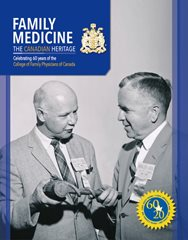 FAMILY
MEDICINE
THE CANADIAN HERITAGE
Celebrating 60 years of the
College of Family Physicians of Canada
60
20